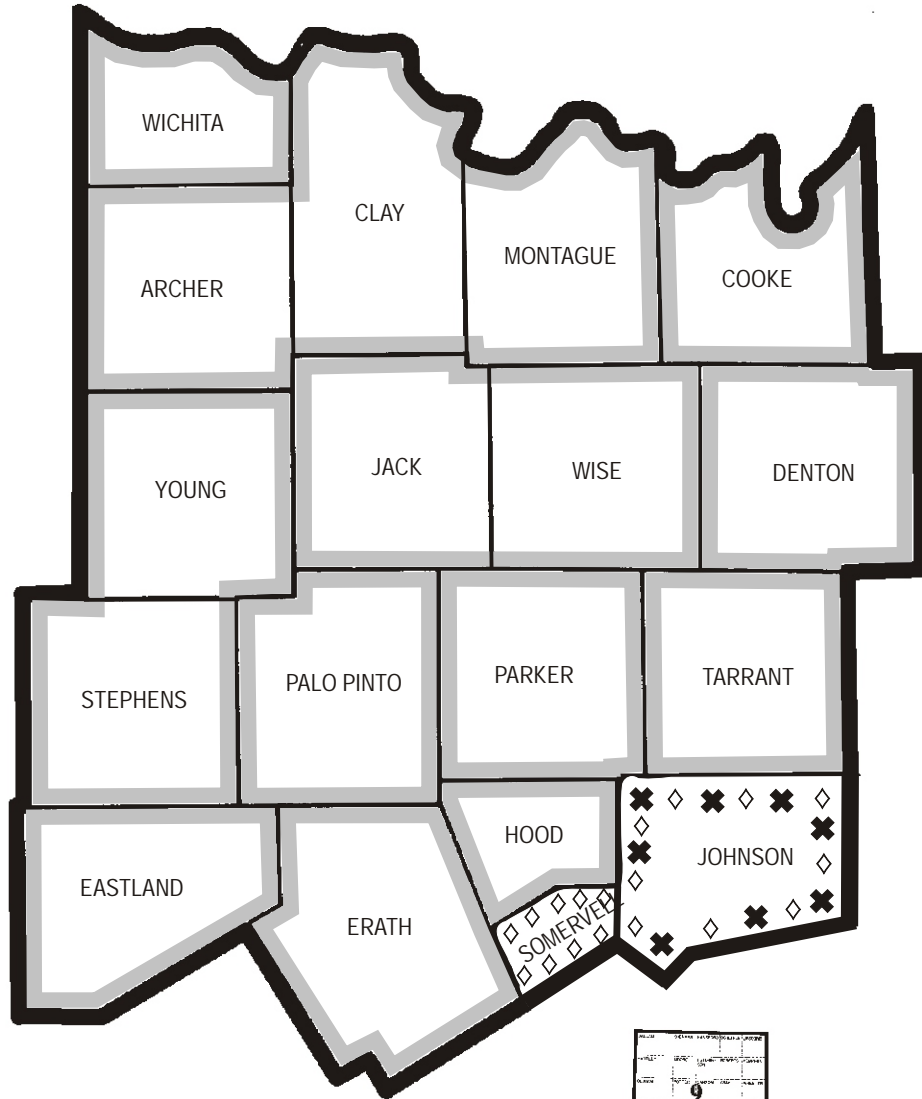 WICHITA
CLAY
MONTAGUE
COOKE
ARCHER
JACK
WISE
DENTON
YOUNG
STEPHENS
PALO PINTO
PARKER
TARRANT
HOOD
JOHNSON
EASTLAND
ERATH
9